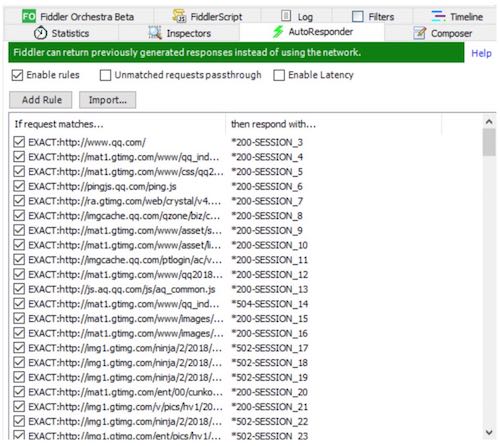 FO Fiddler Orchestra Beta FiddlerScript Log Filters Timeline
Statistics Inspectors AutoResponder Composer
Fiddler can return previously generated responses instead of using the network. Help
Enable rules Unmatched requests passthrough Enable Latency
Add Rule Import...
If request matches... then respond with...
EXACT:http://www.qq.com/ *200-SESSION_3
EXACT:http://mat1.gtimg.com/www/qq_ind... *200-SESSION_4
EXACT:http://mat1.gtimg.com/www/css/qq2... *200-SESSION_5
EXACT:http://pingjs.qq.com/ping.js *200-SESSION_6
EXACT:http://ra.gtimg.com/web/crystal/v4.... *200-SESSION_7
EXACT:http://imgcache.qq.com/qzone/biz/c... *200-SESSION_8
EXACT:http://mat1.gtimg.com/www/asset/s... *200-SESSION_9
EXACT:http://mat1.gtimg.com/www/asset/li... *200-SESSION_10
EXACT:http://imgcache.qq.com/ptlogin/ac/v... *200-SESSION_11
EXACT:http://mat1.gtimg.com/www/qq2018... *200-SESSION_12
EXACT:http://js.aq.qq.com/js/aq_common.js *200-SESSION_13
EXACT:http://mat1.gtimg.com/www/qq_ind... *504-SESSION_14
EXACT:http://mat1.gtimg.com/www/images/... *200-SESSION_15
EXACT:http://mat1.gtimg.com/www/images/... *200-SESSION_16
EXACT:http://img1.gtimg.com/ninja/2/2018/... *502-SESSION_17
EXACT:http://img1.gtimg.com/ninja/2/2018/... *502-SESSION_18
EXACT:http://img1.gtimg.com/ninja/2/2018/... *502-SESSION_19
EXACT:http://mat1.gtimg.com/ent/00/cunko... *200-SESSION_20
EXACT:http://img1.gtimg.com/v/pics/hv1/20... *200-SESSION_21
EXACT:http://img1.gtimg.com/ninja/2/2018/... *502-SESSION_22
EXACT:http://img1.gtimg.com/ent/pics/hv1/... *502-SESSION_23